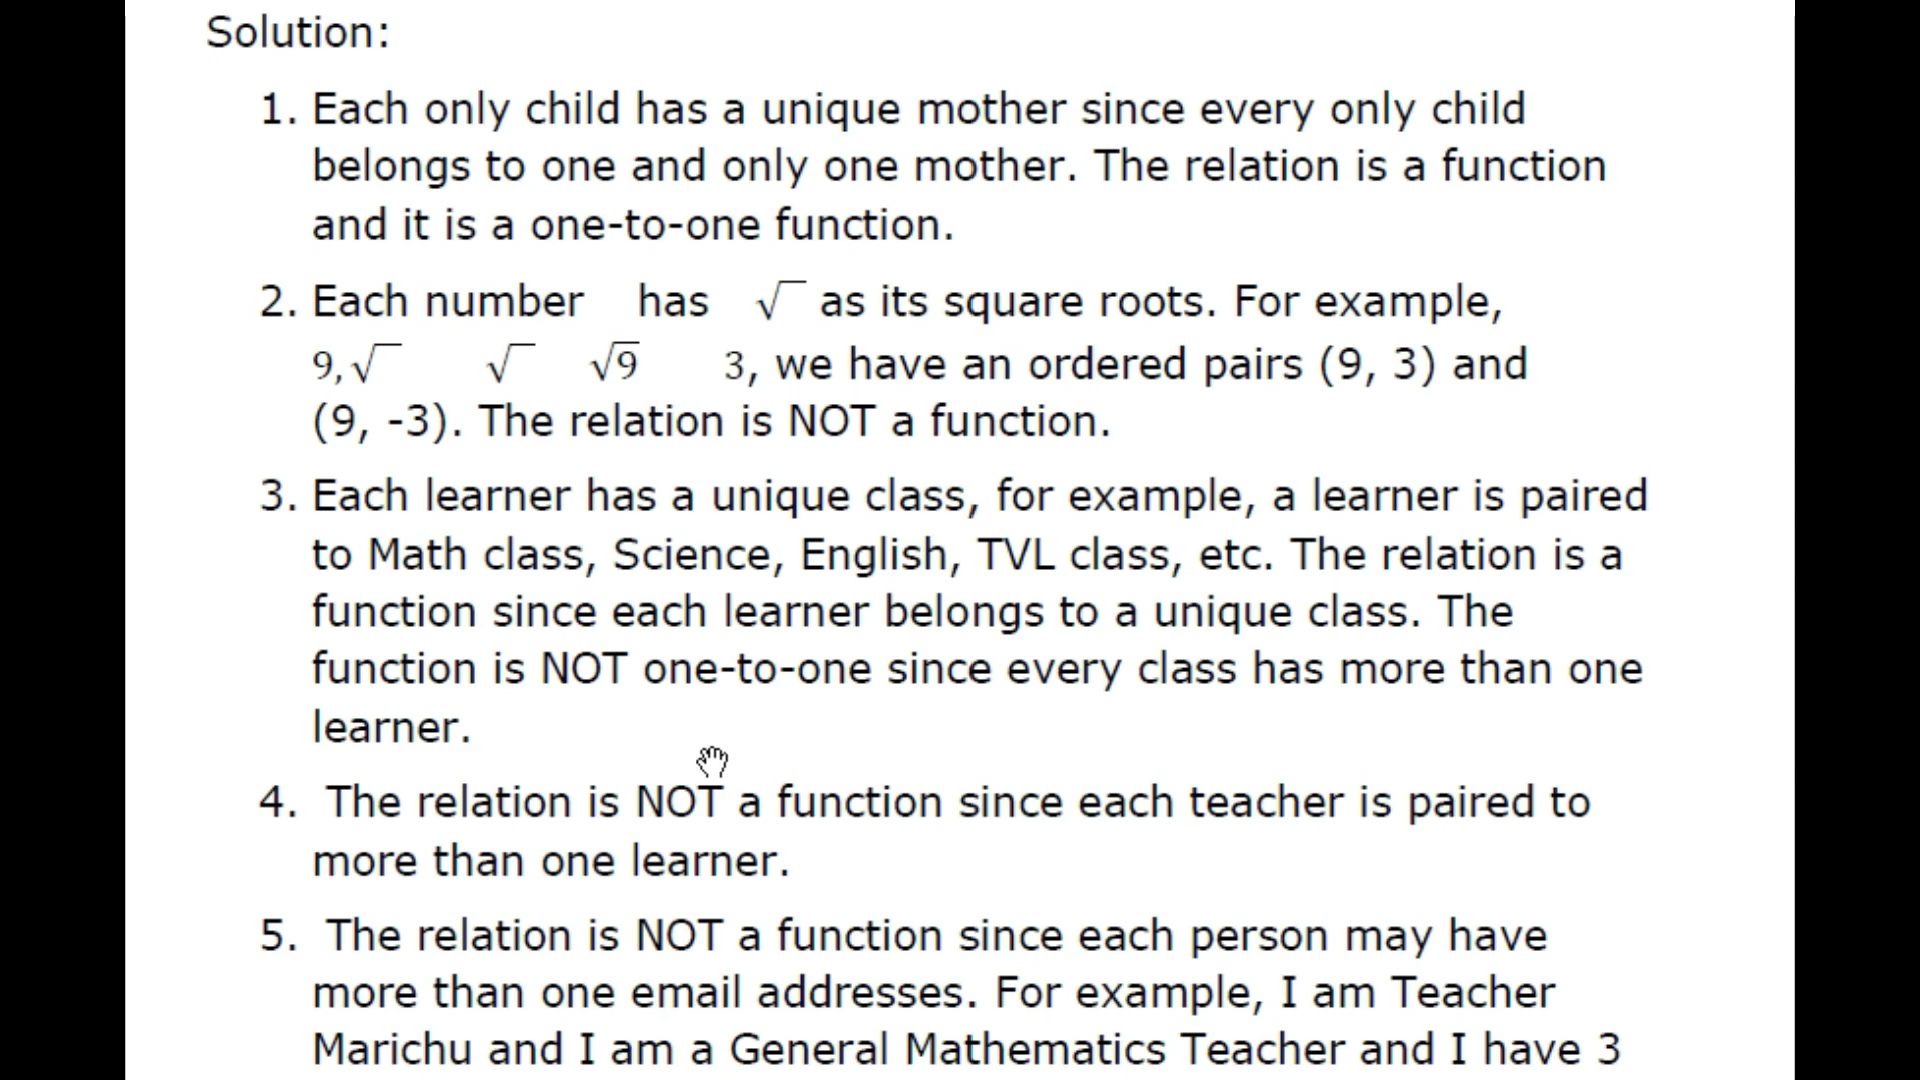 Solution:
1. Each only child has a unique mother since every only child
belongs to one and only one mother. The relation is a function
and it is a one-to-one function.
2. Each number has √ as its square roots. For example,
9,√ √ √9 3, we have an ordered pairs (9, 3) and
(9, -3). The relation is NOT a function.
3. Each learner has a unique class, for example, a learner is paired
to Math class, Science, English, TVL class, etc. The relation is a
function since each learner belongs to a unique class. The
function is NOT one-to-one since every class has more than one
learner.
4. The relation is NOT a function since each teacher is paired to
more than one learner.
5. The relation is NOT a function since each person may have
more than one email addresses. For example, I am Teacher
Marichu and I am a General Mathematics Teacher and I have 3